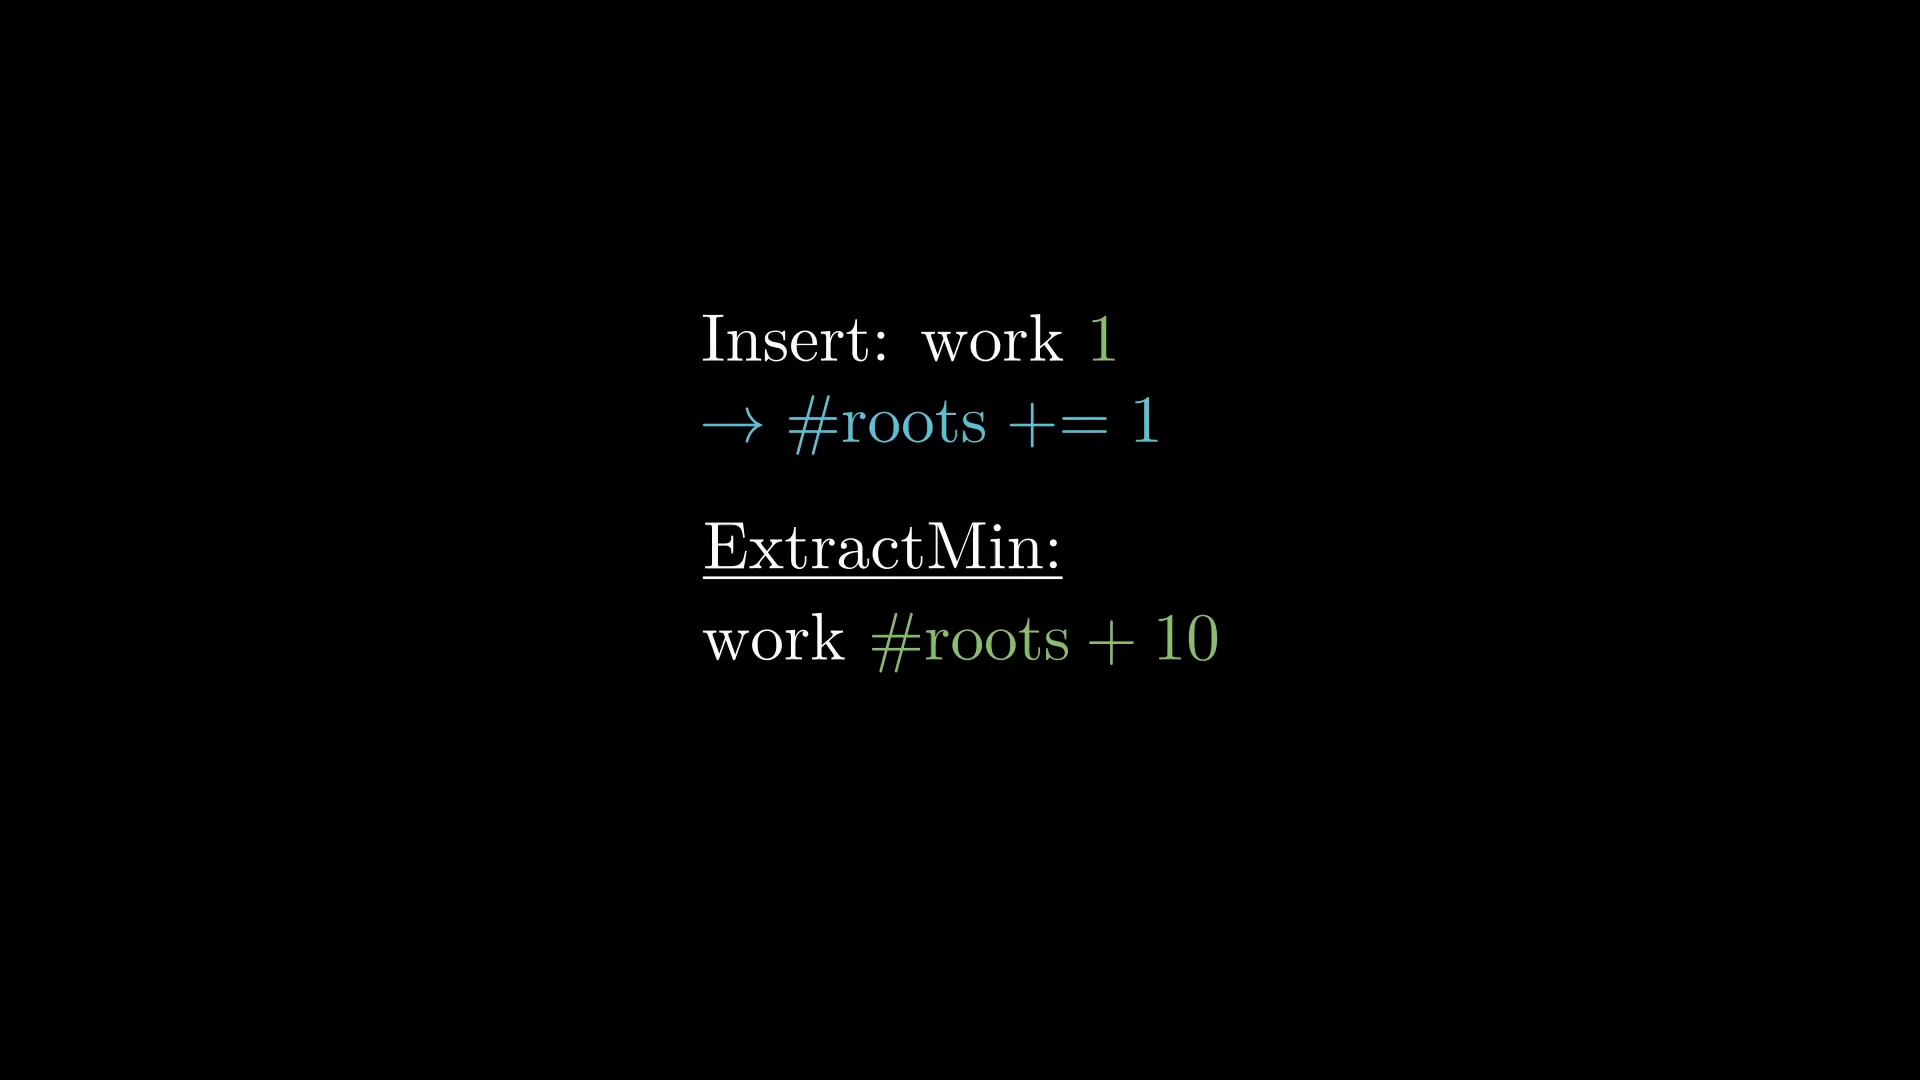 Insert: work 1
→ #roots += 1
ExtractMin:
work #roots + 10